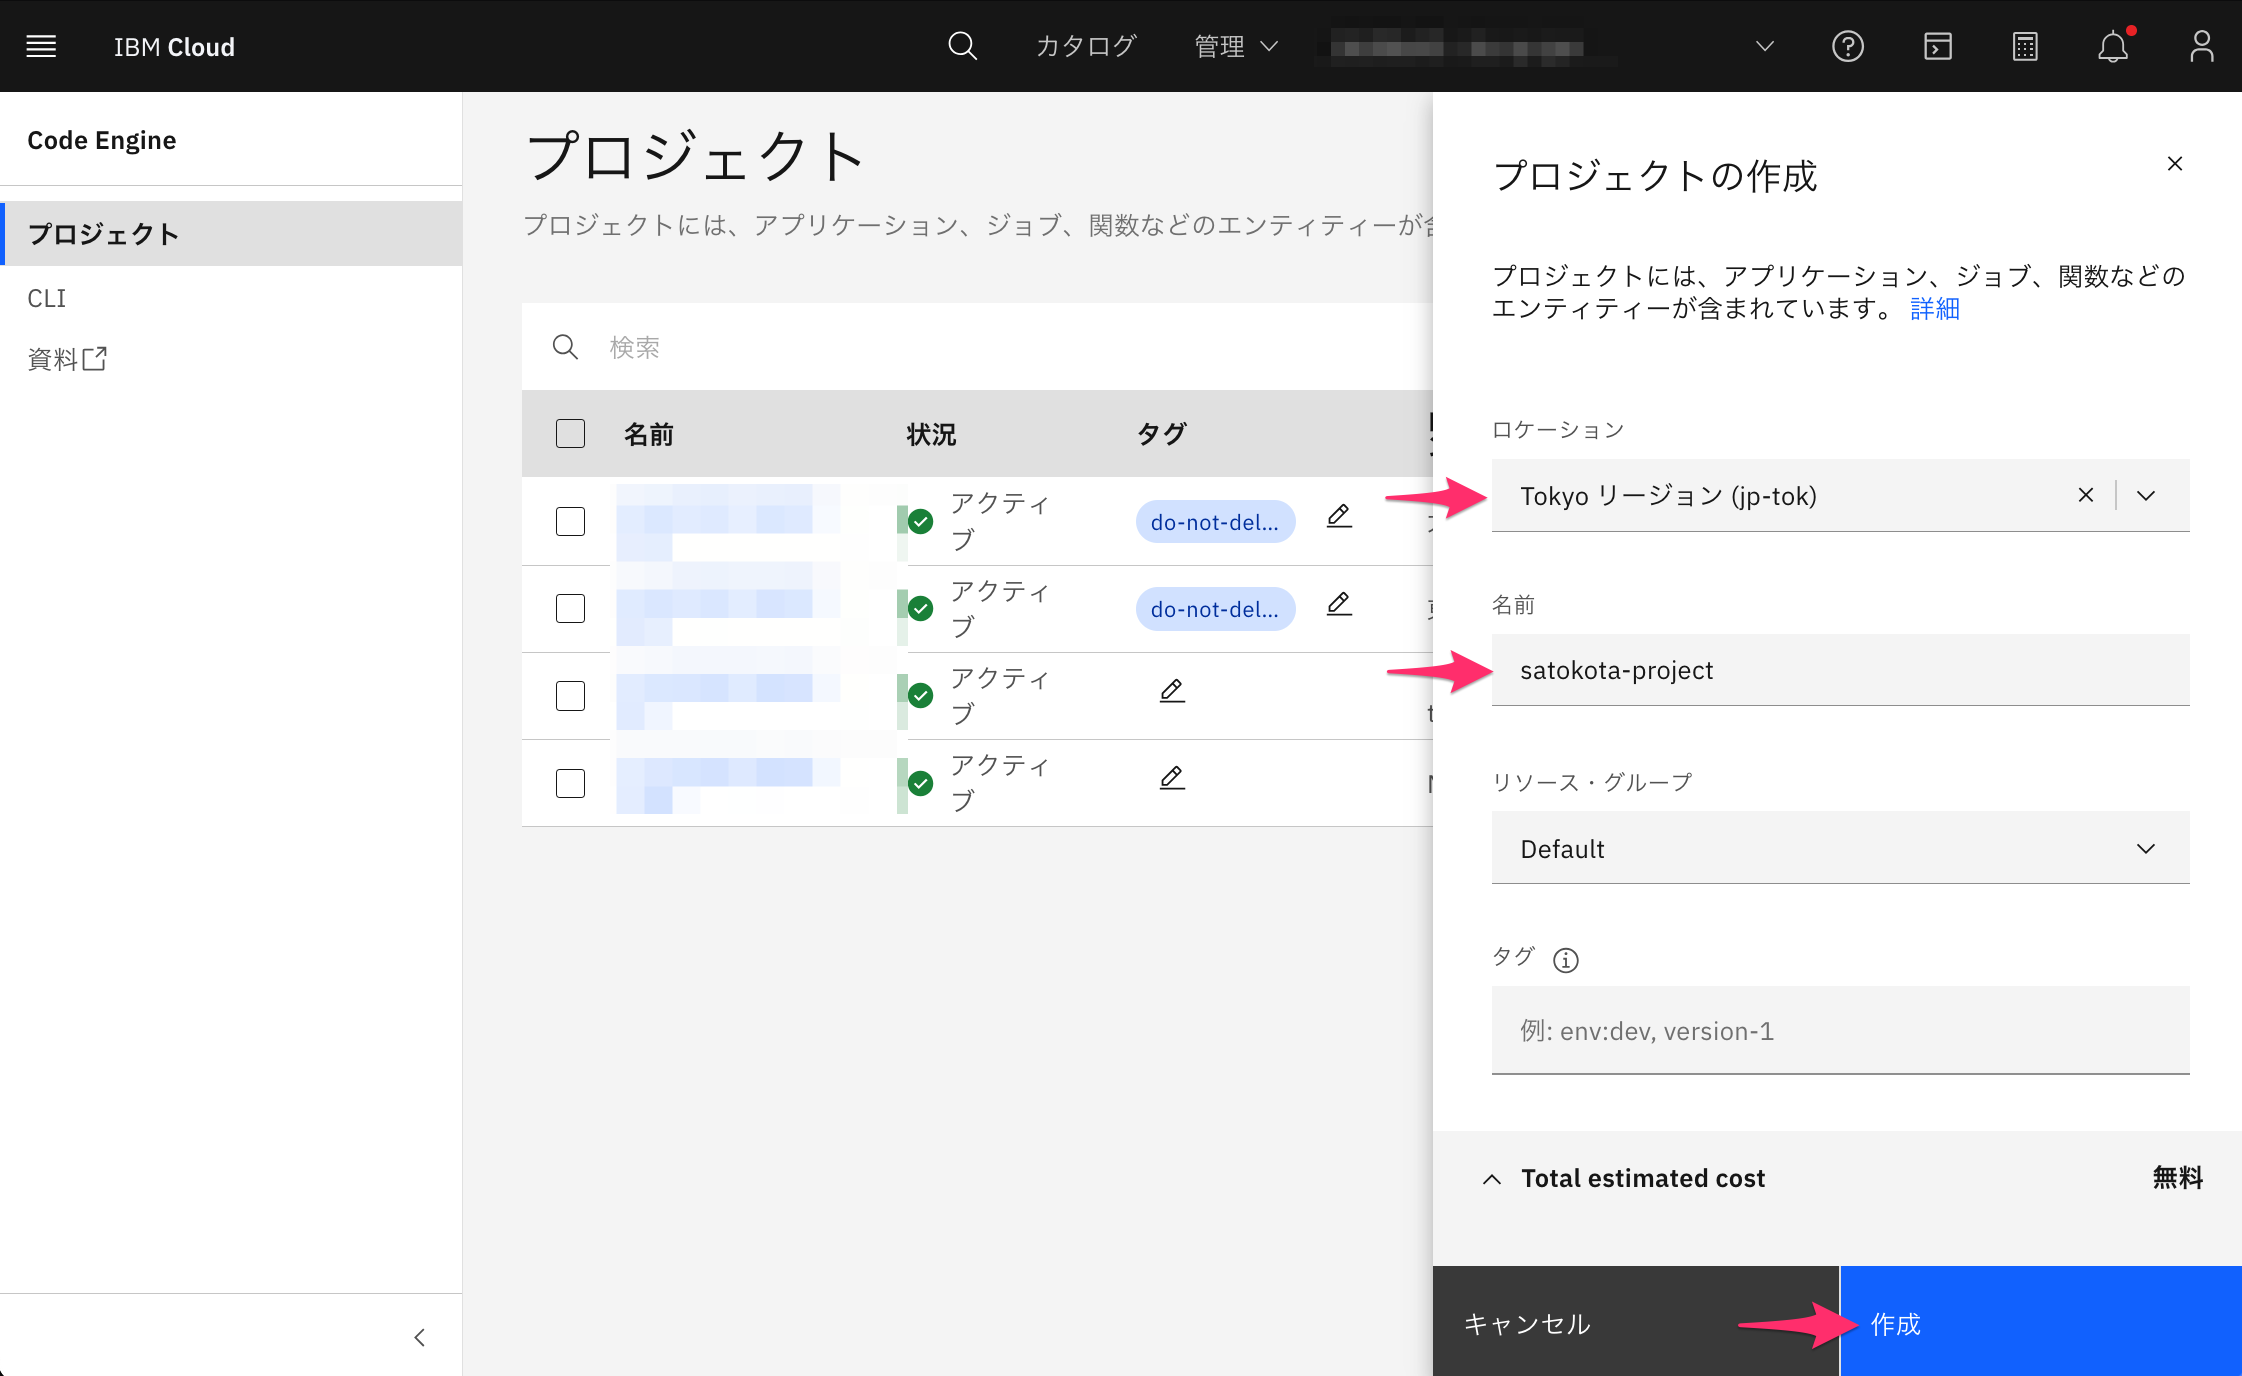 IBM Cloud
カタログ
管理
Code Engine
プロジェクト
CLI
資料
プロジェクト
プロジェクトには、アプリケーション、ジョブ、関数などのエンティティーが
検索
名前 状況 タグ
アクティブ do-not-del...
アクティブ do-not-del...
アクティブ
アクティブ
プロジェクトの作成
プロジェクトには、アプリケーション、ジョブ、関数などの
エンティティーが含まれています。 詳細
ロケーション
Tokyo リージョン (jp-tok)
名前
satokota-project
リソース・グループ
Default
タグ
例: env:dev, version-1
Total estimated cost 無料
キャンセル
作成